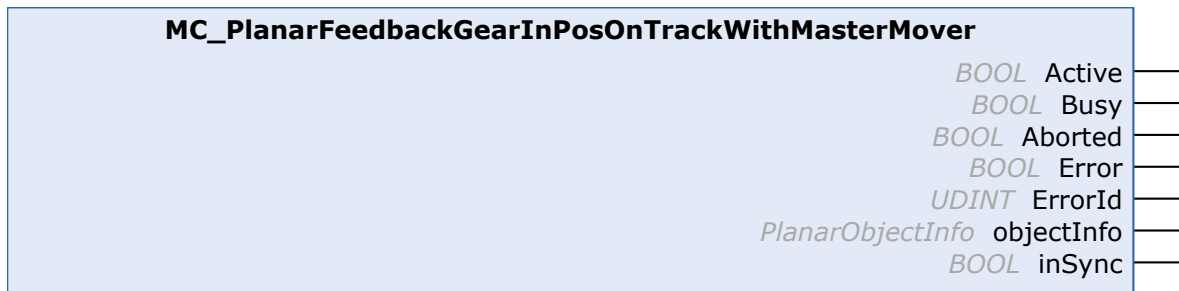 MC_PlanarFeedbackGearInPosOnTrackWithMasterMover
BOOL Active
BOOL Busy
BOOL Aborted
BOOL Error
UDINT ErrorId
PlanarObjectInfo objectInfo
BOOL inSync